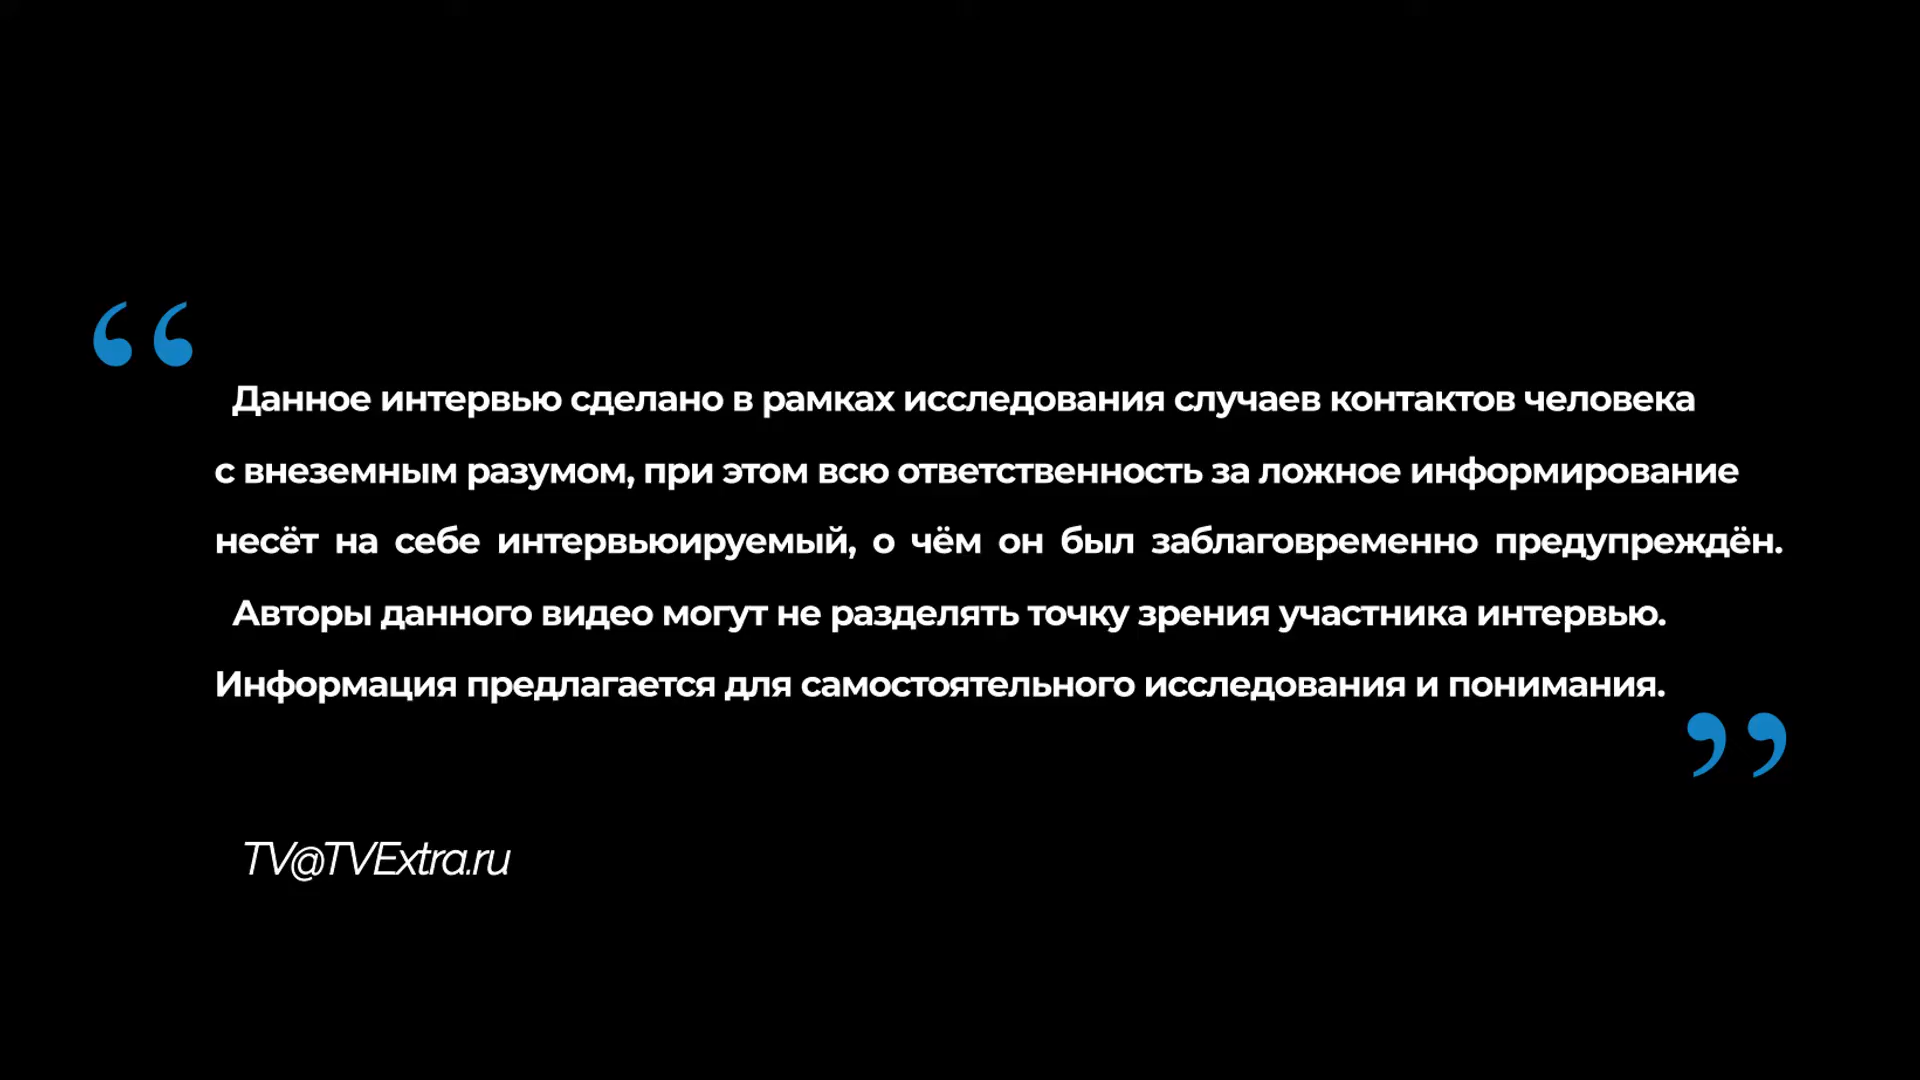 “
Данное интервью сделано в рамках исследования случаев контактов человека
с внеземным разумом, при этом всю ответственность за ложное информирование
несёт на себе интервьюируемый, о чём он был заблаговременно предупреждён.
Авторы данного видео могут не разделять точку зрения участника интервью.
Информация предлагается для самостоятельного исследования и понимания.
”
TV@TVExtra.ru